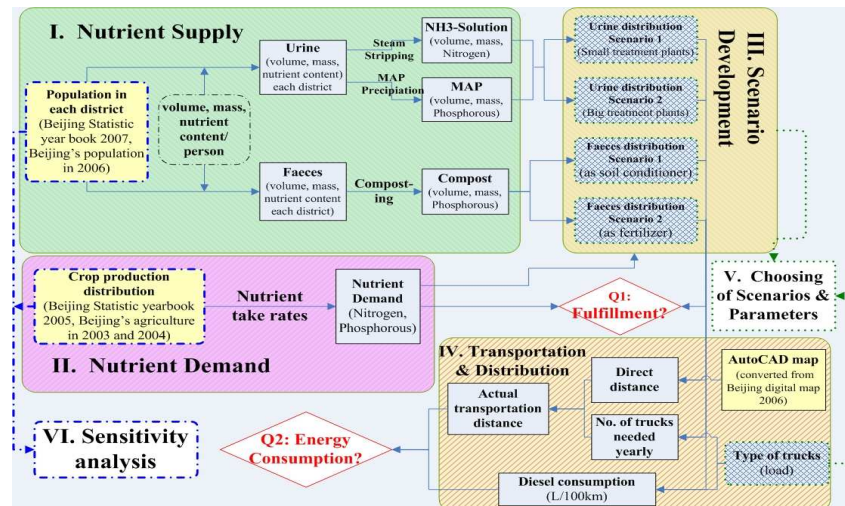 I. Nutrient Supply
Population in
each district
(Beijing Statistic
year book 2007,
Beijing's population
in 2006)
volume, mass,
nutrient content/
person
Urine
(volume, mass,
nutrient content)
each district
Steam
Stripping
MAP
Precipiation
NH3-Solution
(volume, mass,
Nitrogen)
MAP
(volume, mass,
Phosphorous)
Faeces
(volume, mass,
nutrient content
each district)
Compost-
ing
Compost
(volume, mass,
Phosphorous)
III. Scenario
Development
Urine distribution
Scenario 1
(Small treatment plants)
Urine distribution
Scenario 2
(Big treatment plants)
Faeces distribution
Scenario 1
(as soil conditioner)
Faeces distribution
Scenario 2
(as fertilizer)
Crop production
distribution
(Beijing Statistic yearbook
2005, Beijing's agriculture
in 2003 and 2004)
Nutrient
take rates
Nutrient
Demand
(Nitrogen,
Phosphorous)
II. Nutrient Demand
Q1:
Fulfillment?
V. Choosing
of Scenarios &
Parameters
IV. Transportation
& Distribution
Direct
distance
AutoCAD map
(converted from
Beijing digital map
2006)
Actual
transportation
distance
No. of trucks
needed
yearly
Type of trucks
(load)
Diesel consumption
(L/100km)
Q2: Energy
Consumption?
VI. Sensitivity
analysis